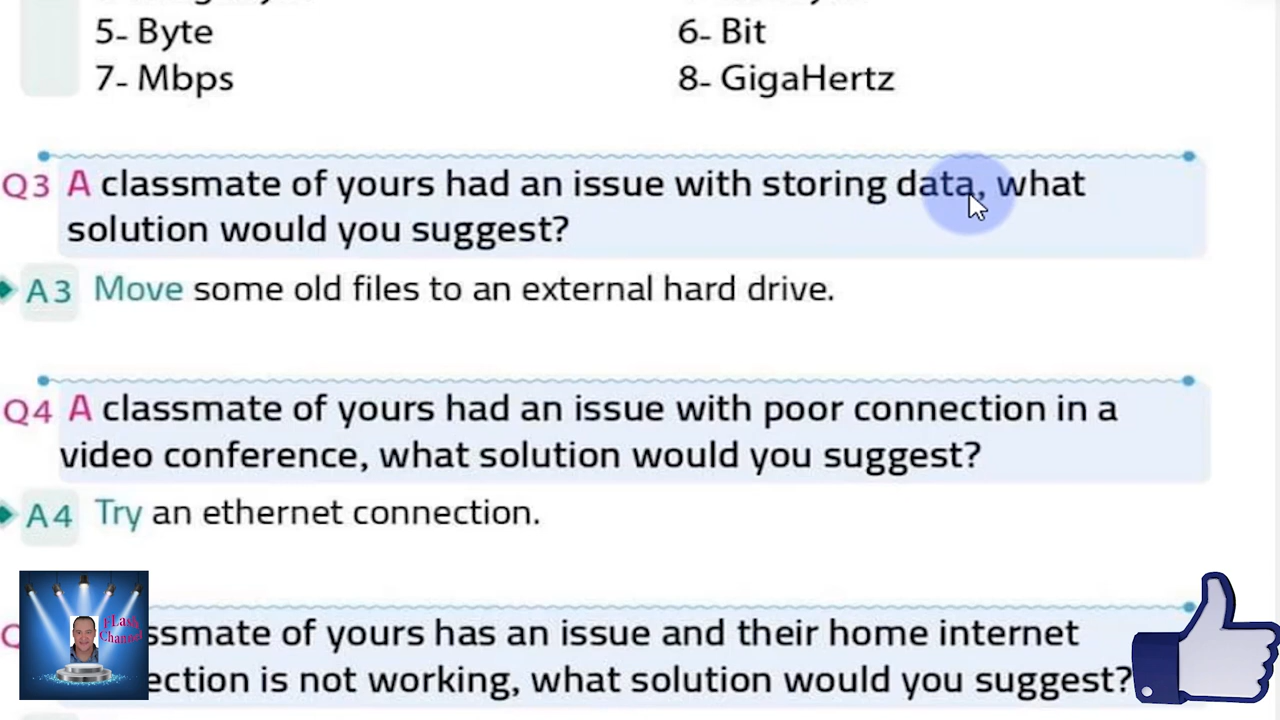 5- Byte
6- Bit
7- Mbps
8- GigaHertz
Q3 A classmate of yours had an issue with storing data, what
solution would you suggest?
A3 Move some old files to an external hard drive.
Q4 A classmate of yours had an issue with poor connection in a
video conference, what solution would you suggest?
A4 Try an ethernet connection.
of yours has an issue and their home internet
is not working, what solution would you suggest?
Flash
Channel